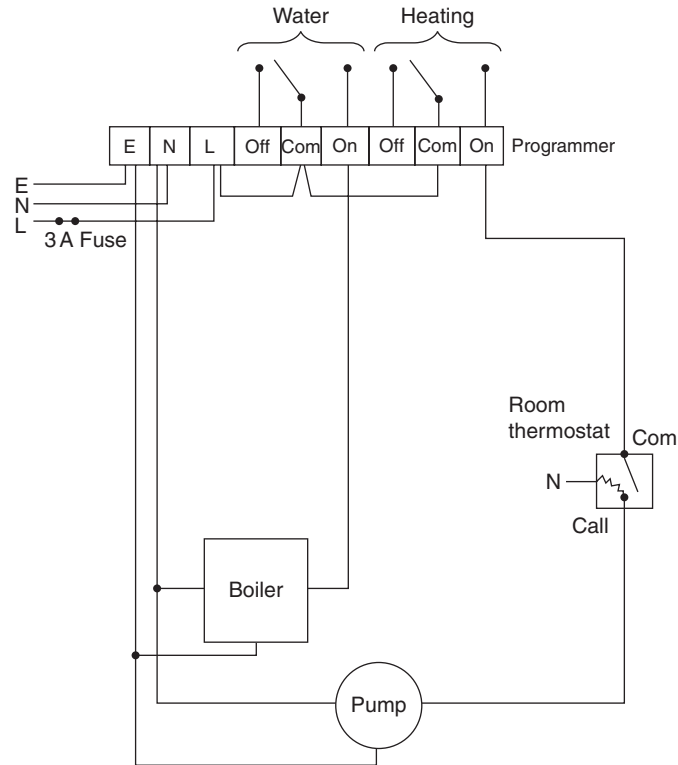 Water Heating
E N L Off Com On Off Com On Programmer
E
N
L
3 A Fuse
Room
thermostat Com
N
Call
Boiler
Pump